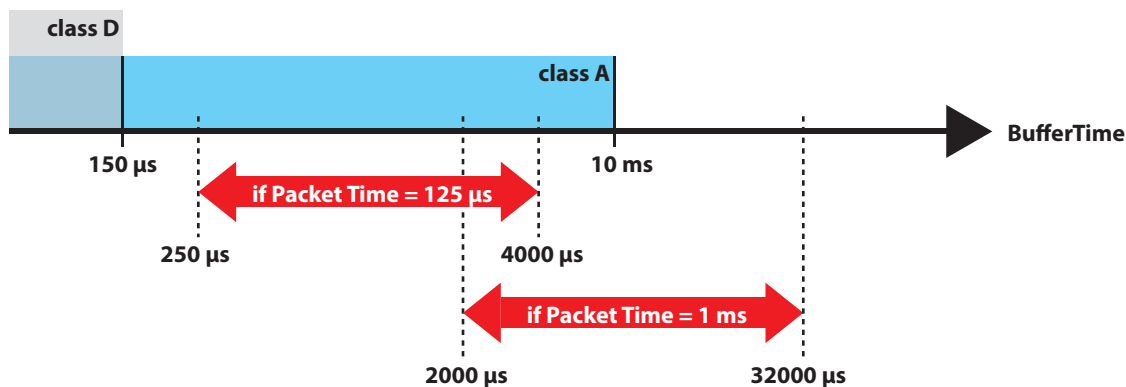 class D
class A
BufferTime
150 µs
10 ms
if Packet Time = 125 µs
250 µs
4000 µs
if Packet Time = 1 ms
2000 µs
32000 µs